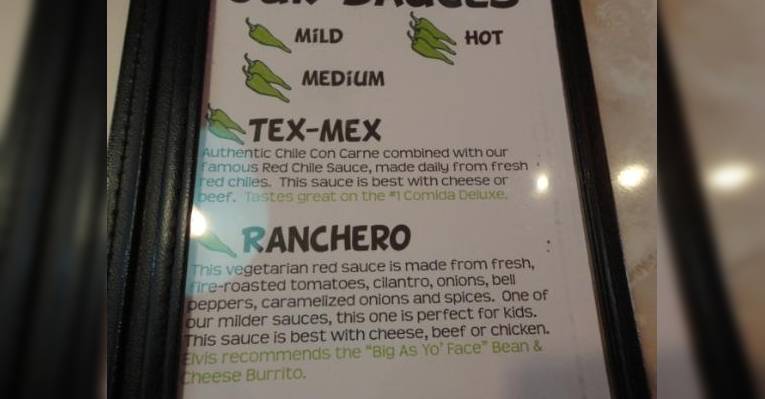 OUR SAUCES
MiLD
HOT
MEDiUM
TEX-MEX
Authentic Chile Con Carne combined with our
famous Red Chile Sauce, made daily from fresh
red chiles. This sauce is best with cheese or
beef. Tastes great on the #1 Comida Deluxe.
RANCHERO
This vegetarian red sauce is made from fresh,
fire-roasted tomatoes, cilantro, onions, bell
peppers, caramelized onions and spices. One of
our milder sauces, this one is perfect for kids.
This sauce is best with cheese, beef or chicken.
Elvis recommends the "Big As Yo' Face" Bean &
Cheese Burrito.